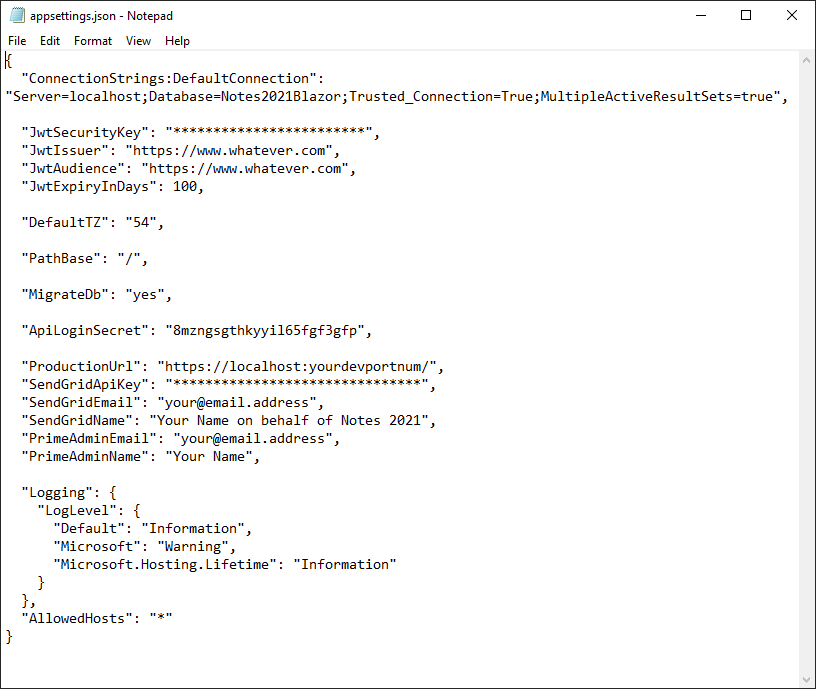 appsettings.json - Notepad
File Edit Format View Help
{
  "ConnectionStrings:DefaultConnection":
"Server=localhost;Database=Notes2021Blazor;Trusted_Connection=True;MultipleActiveResultSets=true",
  "JwtSecurityKey": "************************",
  "JwtIssuer": "https://www.whatever.com",
  "JwtAudience": "https://www.whatever.com",
  "JwtExpiryInDays": 100,
  "DefaultTZ": "54",
  "PathBase": "/",
  "MigrateDb": "yes",
  "ApiLoginSecret": "8mzngsgthkyyil65fgf3gfp",
  "ProductionUrl": "https://localhost:yourdevportnum/",
  "SendGridApiKey": "*******************************",
  "SendGridEmail": "your@email.address",
  "SendGridName": "Your Name on behalf of Notes 2021",
  "PrimeAdminEmail": "your@email.address",
  "PrimeAdminName": "Your Name",
  "Logging": {
    "LogLevel": {
      "Default": "Information",
      "Microsoft": "Warning",
      "Microsoft.Hosting.Lifetime": "Information"
    }
  },
  "AllowedHosts": "*"
}